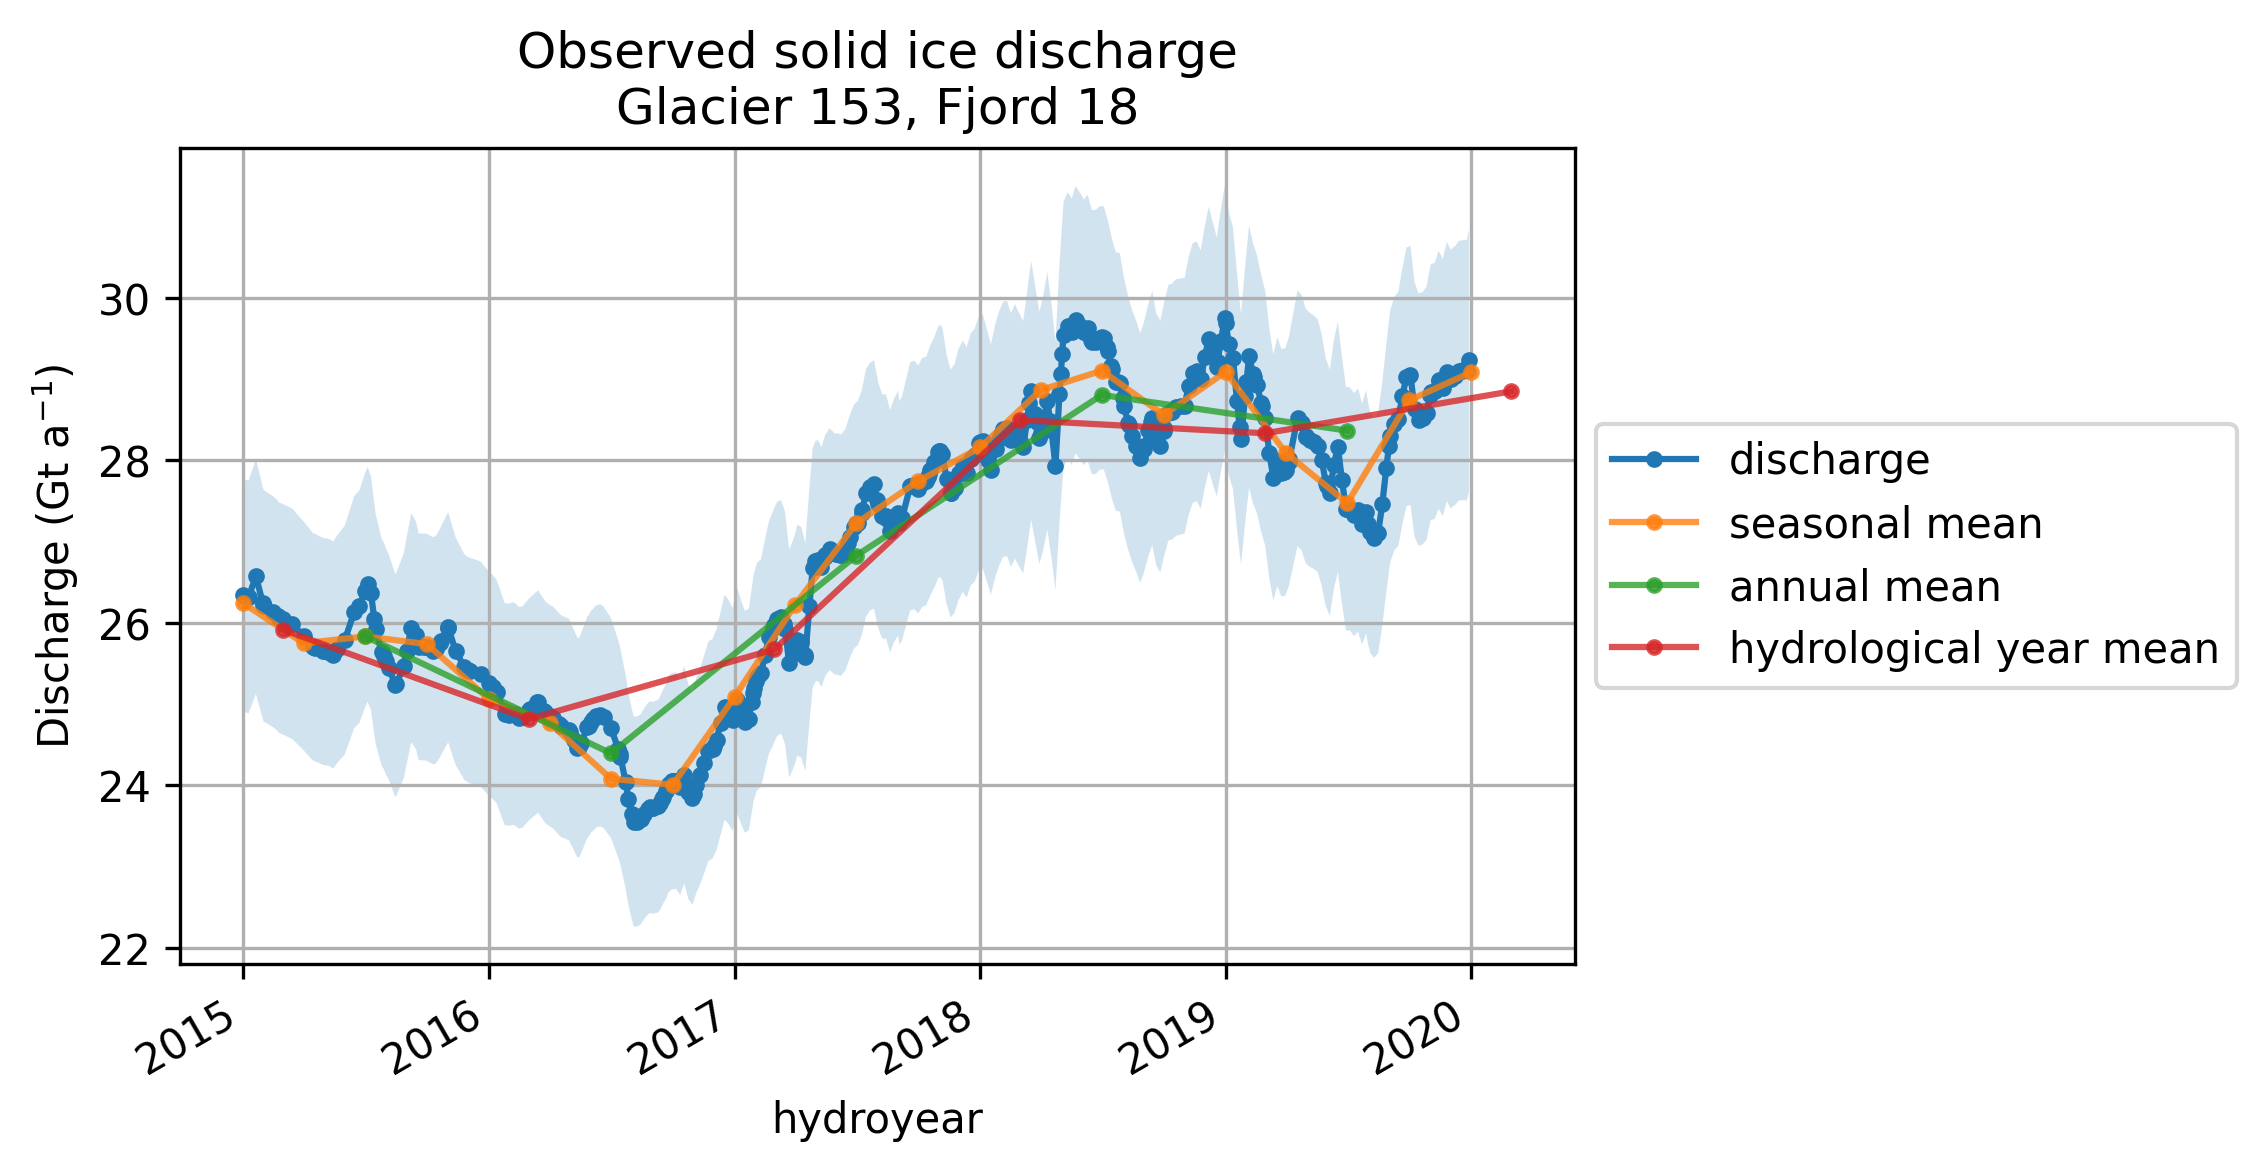 Observed solid ice discharge
Glacier 153, Fjord 18
Discharge (Gt a⁻¹)
30
28
26
24
22
2015
2016
2017
2018
2019
2020
hydroyear
discharge
seasonal mean
annual mean
hydrological year mean